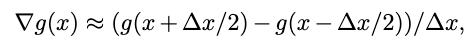 ∇g(x) ≈ (g(x + Δx/2) − g(x − Δx/2))/Δx,